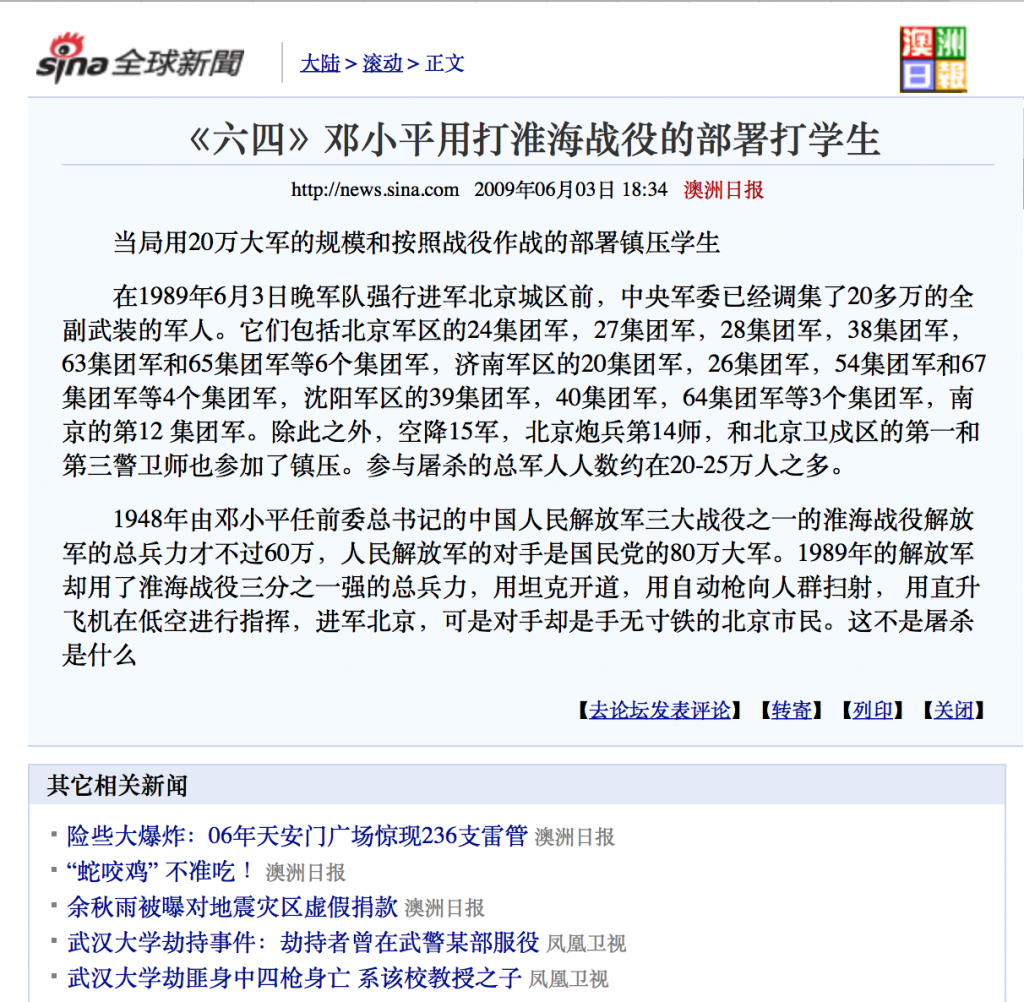 sina 全球新聞
大陆 > 滚动 > 正文
澳洲
日報
《六四》邓小平用打淮海战役的部署打学生
http://news.sina.com 2009年06月03日 18:34 澳洲日报
当局用20万大军的规模和按照战役作战的部署镇压学生
在1989年6月3日晚军队强行进军北京城区前，中央军委已经调集了20多万的全
副武装的军人。它们包括北京军区的24集团军，27集团军，28集团军，38集团军，
63集团军和65集团军等6个集团军，济南军区的20集团军，26集团军，54集团军和67
集团军等4个集团军，沈阳军区的39集团军，40集团军，64集团军等3个集团军，南
京的第12 集团军。除此之外，空降15军，北京炮兵第14师，和北京卫戍区的第一和
第三警卫师也参加了镇压。参与屠杀的总军人人数约在20-25万人之多。
1948年由邓小平任前委总书记的中国人民解放军三大战役之一的淮海战役解放
军的总兵力才不过60万，人民解放军的对手是国民党的80万大军。1989年的解放军
却用了淮海战役三分之一强的总兵力，用坦克开道，用自动枪向人群扫射， 用直升
飞机在低空进行指挥，进军北京，可是对手却是手无寸铁的北京市民。这不是屠杀
是什么
【去论坛发表评论】 【转寄】 【列印】 【关闭】
其它相关新闻
▪ 险些大爆炸：06年天安门广场惊现236支雷管 澳洲日报
▪ “蛇咬鸡” 不准吃！ 澳洲日报
▪ 余秋雨被曝对地震灾区虚假捐款 澳洲日报
▪ 武汉大学劫持事件：劫持者曾在武警某部服役 凤凰卫视
▪ 武汉大学劫匪身中四枪身亡 系该校教授之子 凤凰卫视